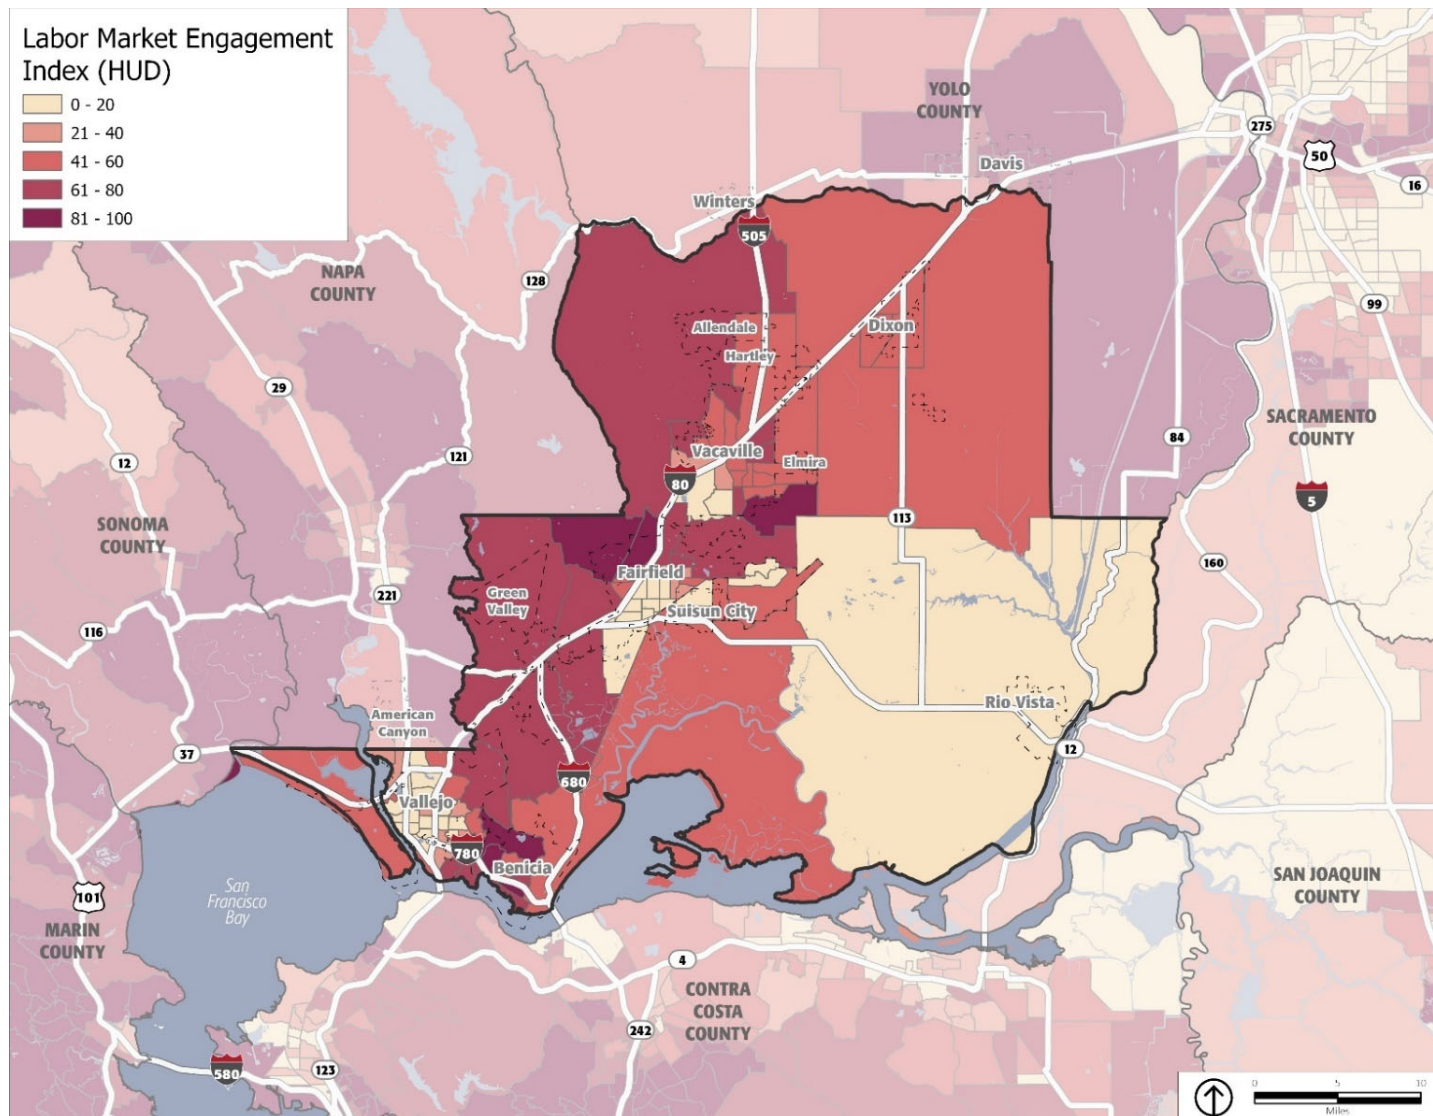 Labor Market Engagement
Index (HUD)
0 - 20
21 - 40
41 - 60
61 - 80
81 - 100
YOLO
COUNTY
275
50
Davis
16
Winters
505
NAPA
COUNTY
128
99
Allendale
Dixon
Hartley
29
SACRAMENTO
COUNTY
84
12
121
Vacaville
Elmira
80
5
SONOMA
COUNTY
113
160
Fairfield
221
Green
Valley
Suisun City
116
Rio Vista
American
Canyon
37
12
680
Vallejo
780
Benicia
San
Francisco
Bay
101
MARIN
COUNTY
SAN JOAQUIN
COUNTY
4
CONTRA
COSTA
COUNTY
242
580
123
0 5 10
Miles